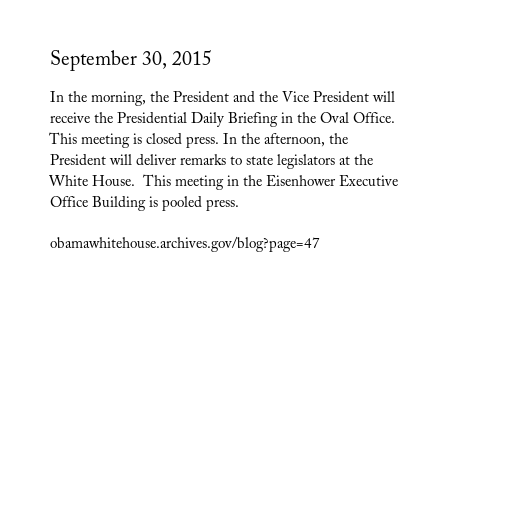 September 30, 2015
In the morning, the President and the Vice President will
receive the Presidential Daily Briefing in the Oval Office.
This meeting is closed press. In the afternoon, the
President will deliver remarks to state legislators at the
White House.  This meeting in the Eisenhower Executive
Office Building is pooled press.
obamawhitehouse.archives.gov/blog?page=47